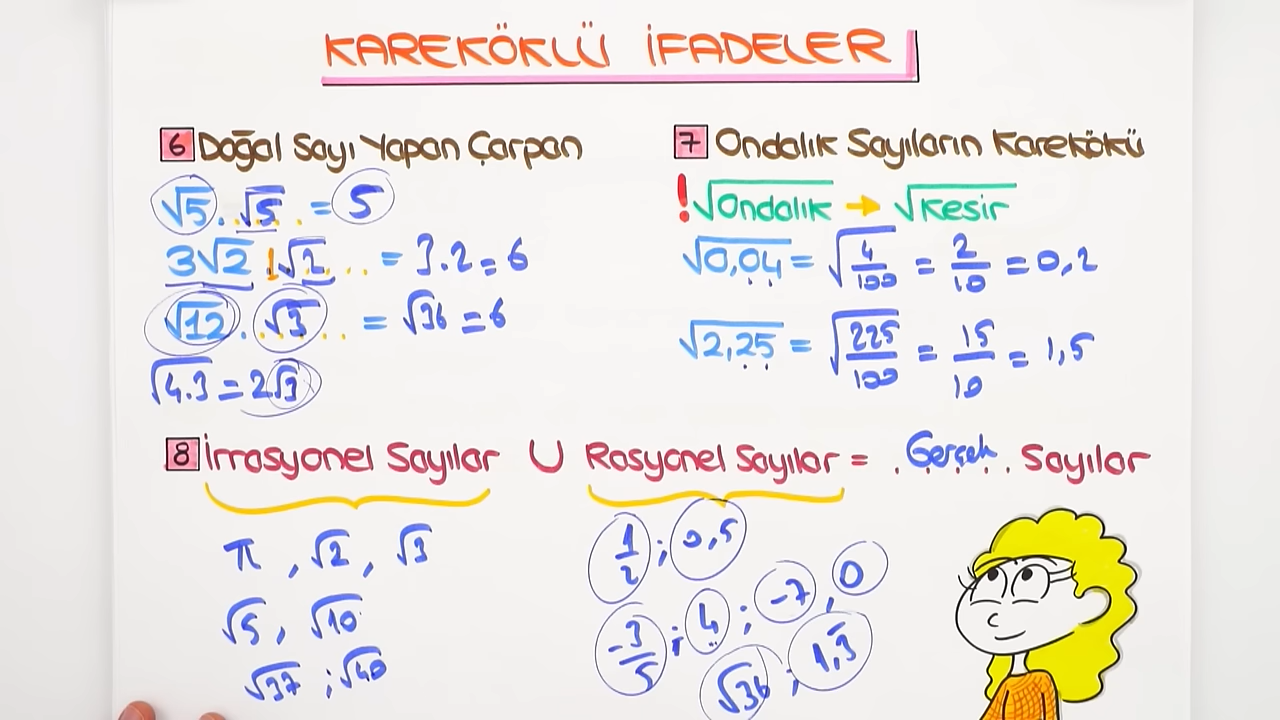 KAREKÖKLÜ İFADELER
6 Doğal Sayı Yapan Çarpan
√5 . √5 = 5
3√2 . √2 = 3.2 = 6
√12 . √3 = √36 = 6
√4.3 = 2√3
7 Ondalık Sayıların Karekökü
! √Ondalık → √Kesir
√0,04 = √4/100 = 2/10 = 0,2
√2,25 = √225/100 = 15/10 = 1,5
8 İrrasyonel Sayılar ∪ Rasyonel Sayılar = Gerçek Sayılar
π , √2 , √3
√5 , √10
√37 ; √40
1/2 ; 0,5
-3/5 ; 4 ; -7 , 0
√36 ; 1,3̅